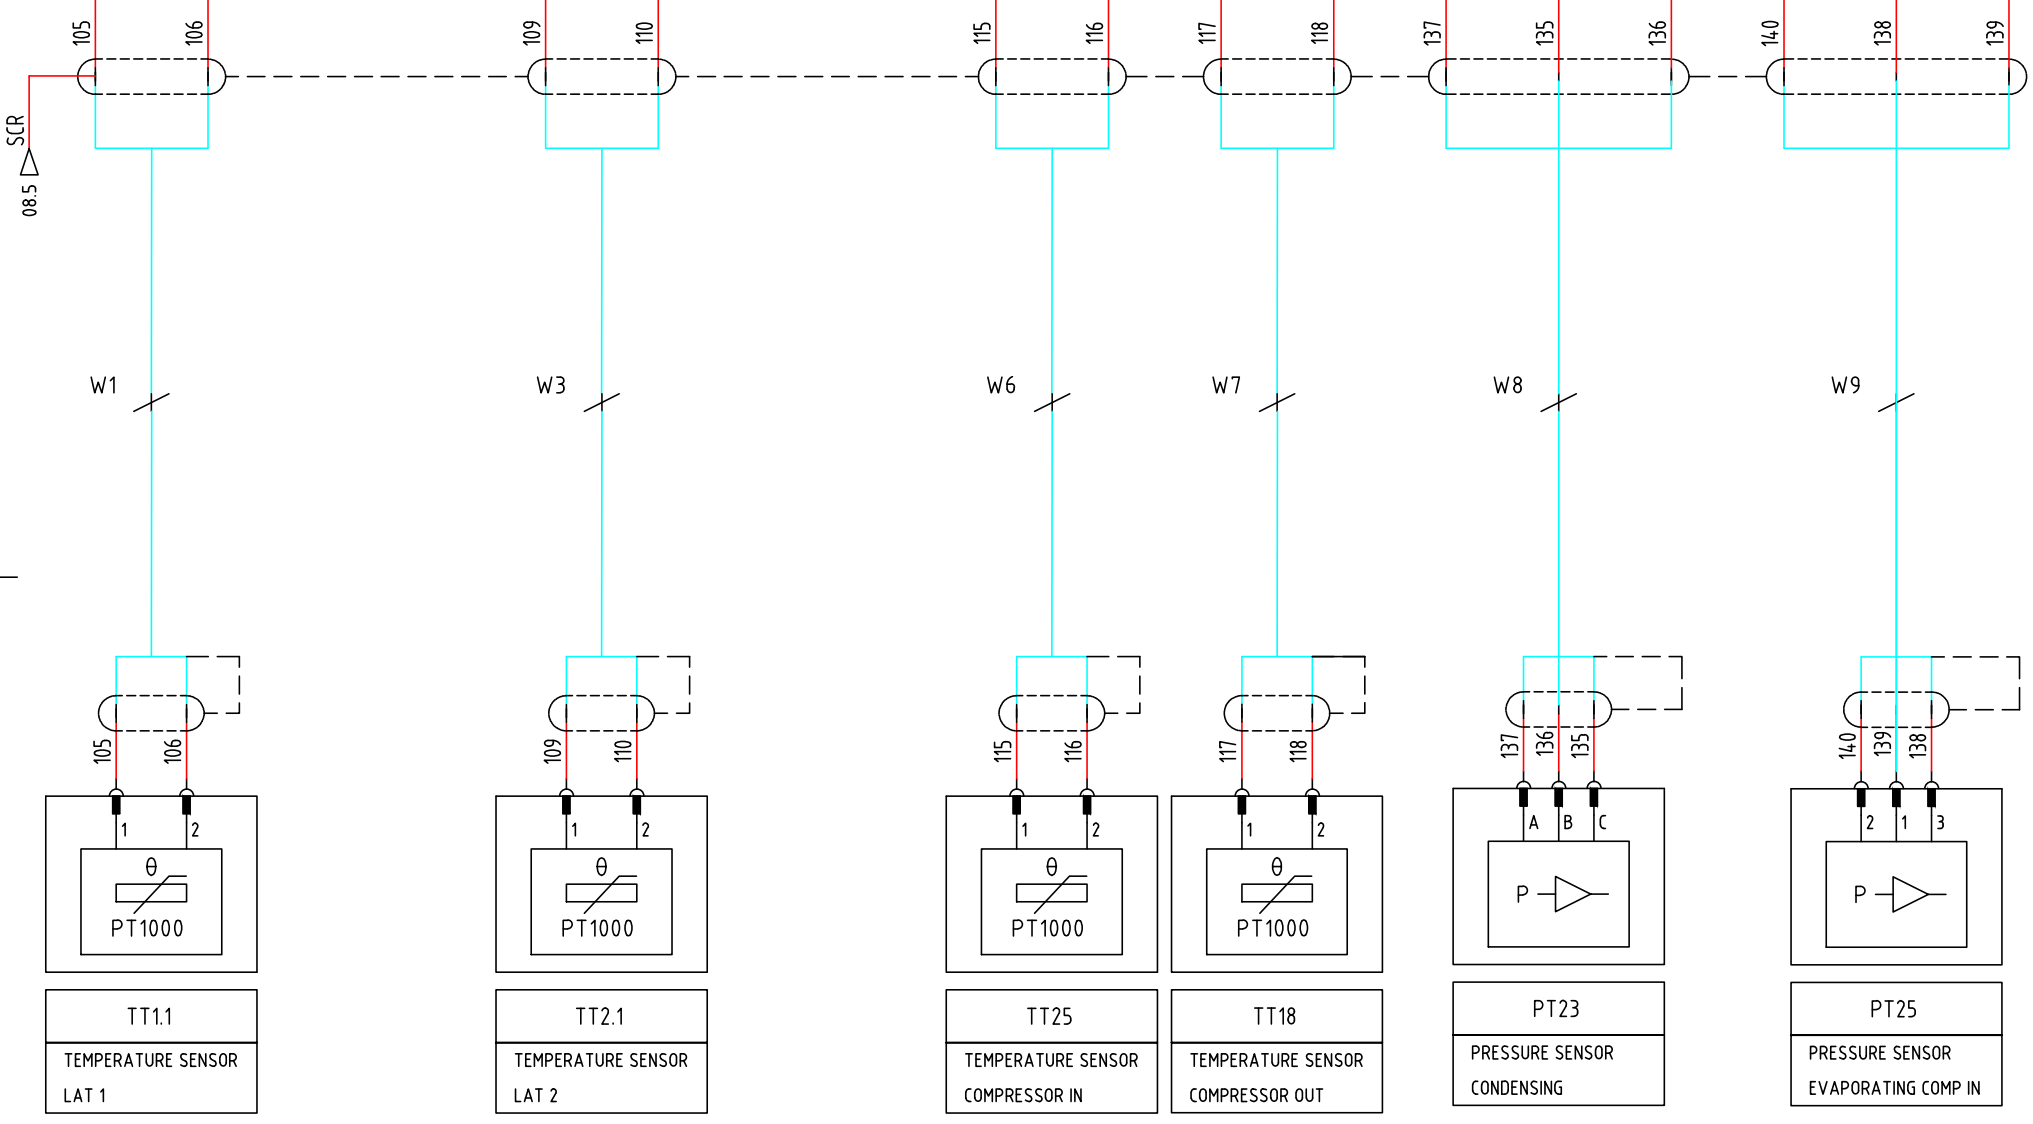 105 106 109 110 115 116 117 118 137 135 136 140 138 139
SCR
08.5
W1 W3 W6 W7 W8 W9
105 106 109 110 115 116 117 118 137 136 135 140 139 138
1 2 1 2 1 2 1 2 A B C 2 1 3
θ θ θ θ P P
PT1000 PT1000 PT1000 PT1000
TT1.1
TEMPERATURE SENSOR
LAT 1
TT2.1
TEMPERATURE SENSOR
LAT 2
TT25
TEMPERATURE SENSOR
COMPRESSOR IN
TT18
TEMPERATURE SENSOR
COMPRESSOR OUT
PT23
PRESSURE SENSOR
CONDENSING
PT25
PRESSURE SENSOR
EVAPORATING COMP IN